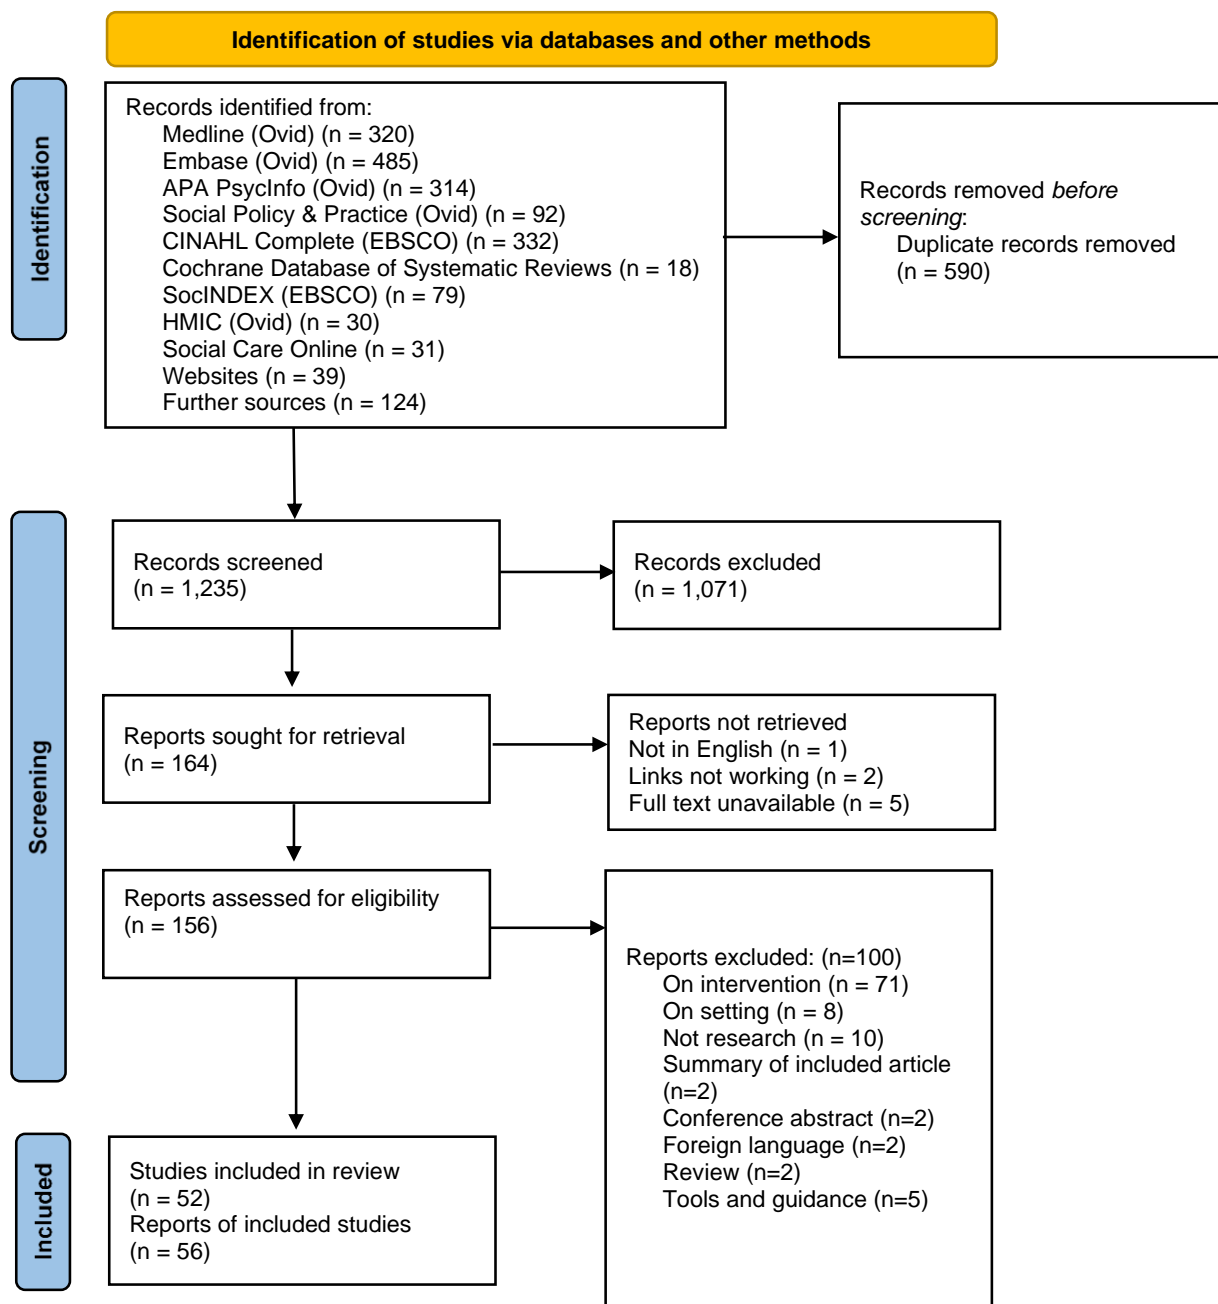 Identification of studies via databases and other methods
Identification
Records identified from:
Medline (Ovid) (n = 320)
Embase (Ovid) (n = 485)
APA PsycInfo (Ovid) (n = 314)
Social Policy & Practice (Ovid) (n = 92)
CINAHL Complete (EBSCO) (n = 332)
Cochrane Database of Systematic Reviews (n = 18)
SocINDEX (EBSCO) (n = 79)
HMIC (Ovid) (n = 30)
Social Care Online (n = 31)
Websites (n = 39)
Further sources (n = 124)
Records removed before
screening:
Duplicate records removed
(n = 590)
Screening
Records screened
(n = 1,235)
Records excluded
(n = 1,071)
Reports sought for retrieval
(n = 164)
Reports not retrieved
Not in English (n = 1)
Links not working (n = 2)
Full text unavailable (n = 5)
Reports assessed for eligibility
(n = 156)
Reports excluded: (n=100)
On intervention (n = 71)
On setting (n = 8)
Not research (n = 10)
Summary of included article
(n=2)
Conference abstract (n=2)
Foreign language (n=2)
Review (n=2)
Tools and guidance (n=5)
Included
Studies included in review
(n = 52)
Reports of included studies
(n = 56)